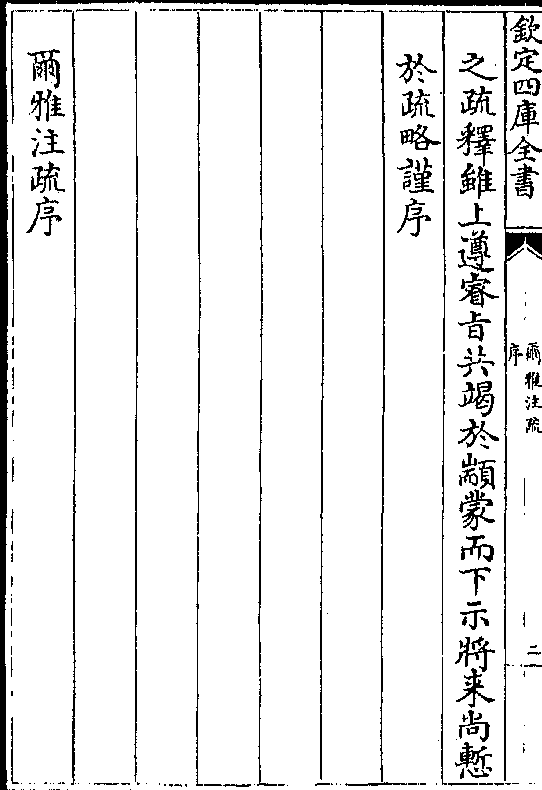 欽定四庫全書
爾雅注疏
序
二
之疏釋雖上遵睿旨共竭於顓蒙而下示將来尚慙
於疏略謹序
爾雅注疏序